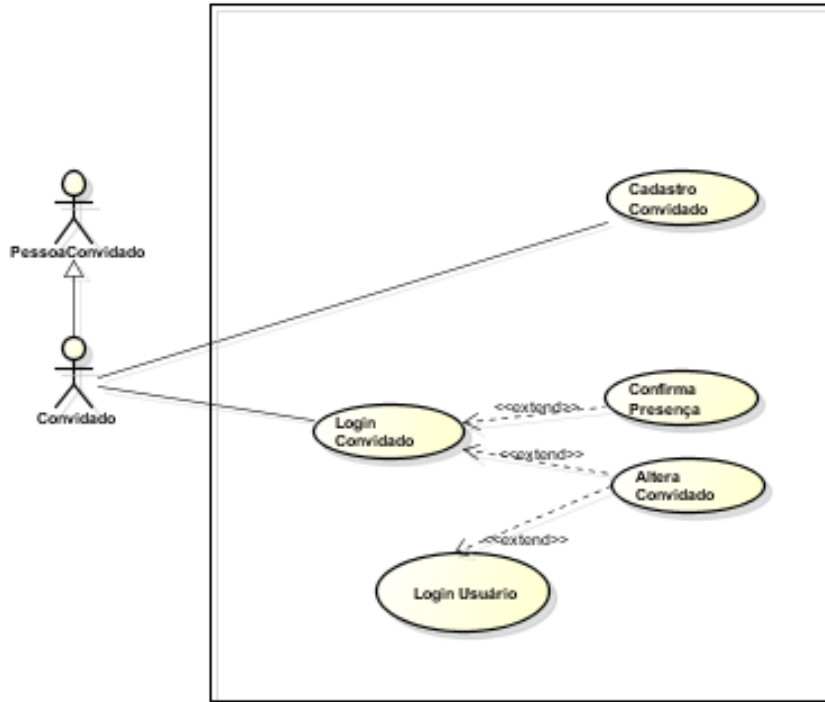 Cadastro
Convidado
PessoaConvidado
Convidado
Login
Convidado
<<extend>>
Confirma
Presença
<<extend>>
Altera
Convidado
<<extend>>
Login Usuário